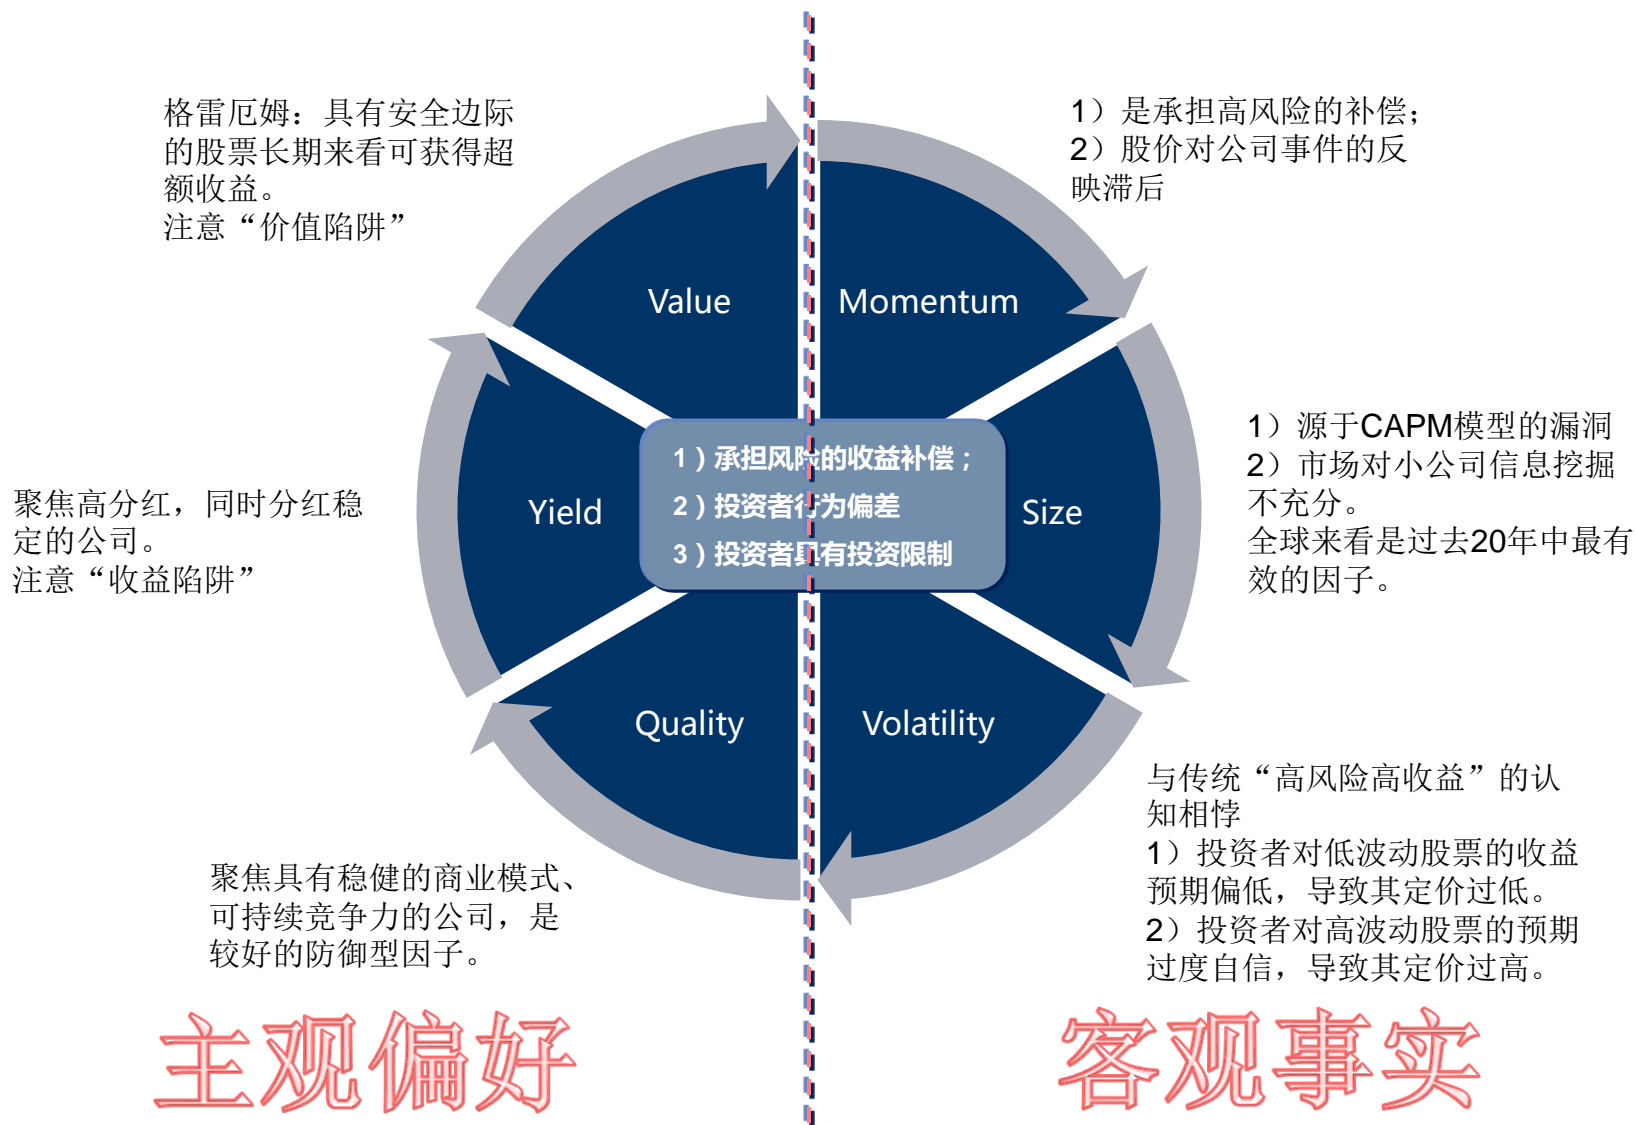 格雷厄姆：具有安全边际
的股票长期来看可获得超
额收益。
注意“价值陷阱”
1）是承担高风险的补偿；
2）股价对公司事件的反
映滞后
Value
Momentum
1）承担风险的收益补偿；
2）投资者行为偏差
3）投资者具有投资限制
Yield
Size
聚焦高分红，同时分红稳
定的公司。
注意“收益陷阱”
1）源于CAPM模型的漏洞
2）市场对小公司信息挖掘
不充分。
全球来看是过去20年中最有
效的因子。
Quality
Volatility
聚焦具有稳健的商业模式、
可持续竞争力的公司，是
较好的防御型因子。
与传统“高风险高收益”的认
知相悖
1）投资者对低波动股票的收益
预期偏低，导致其定价过低。
2）投资者对高波动股票的预期
过度自信，导致其定价过高。
主观偏好
客观事实